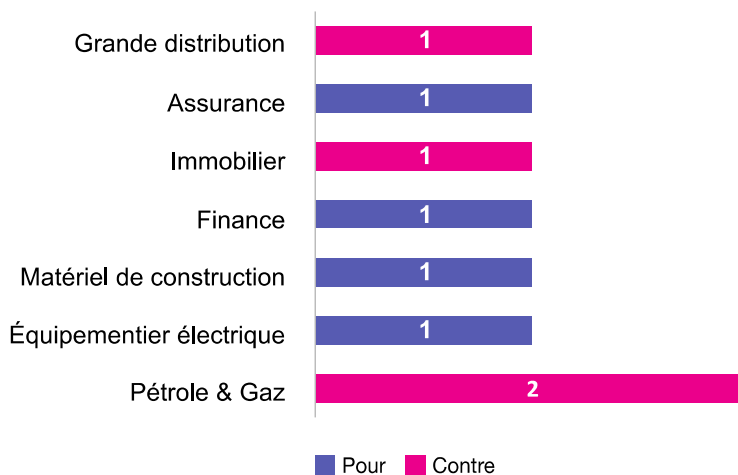 Grande distribution 1
Assurance 1
Immobilier 1
Finance 1
Matériel de construction 1
Équipementier électrique 1
Pétrole & Gaz 2
Pour Contre